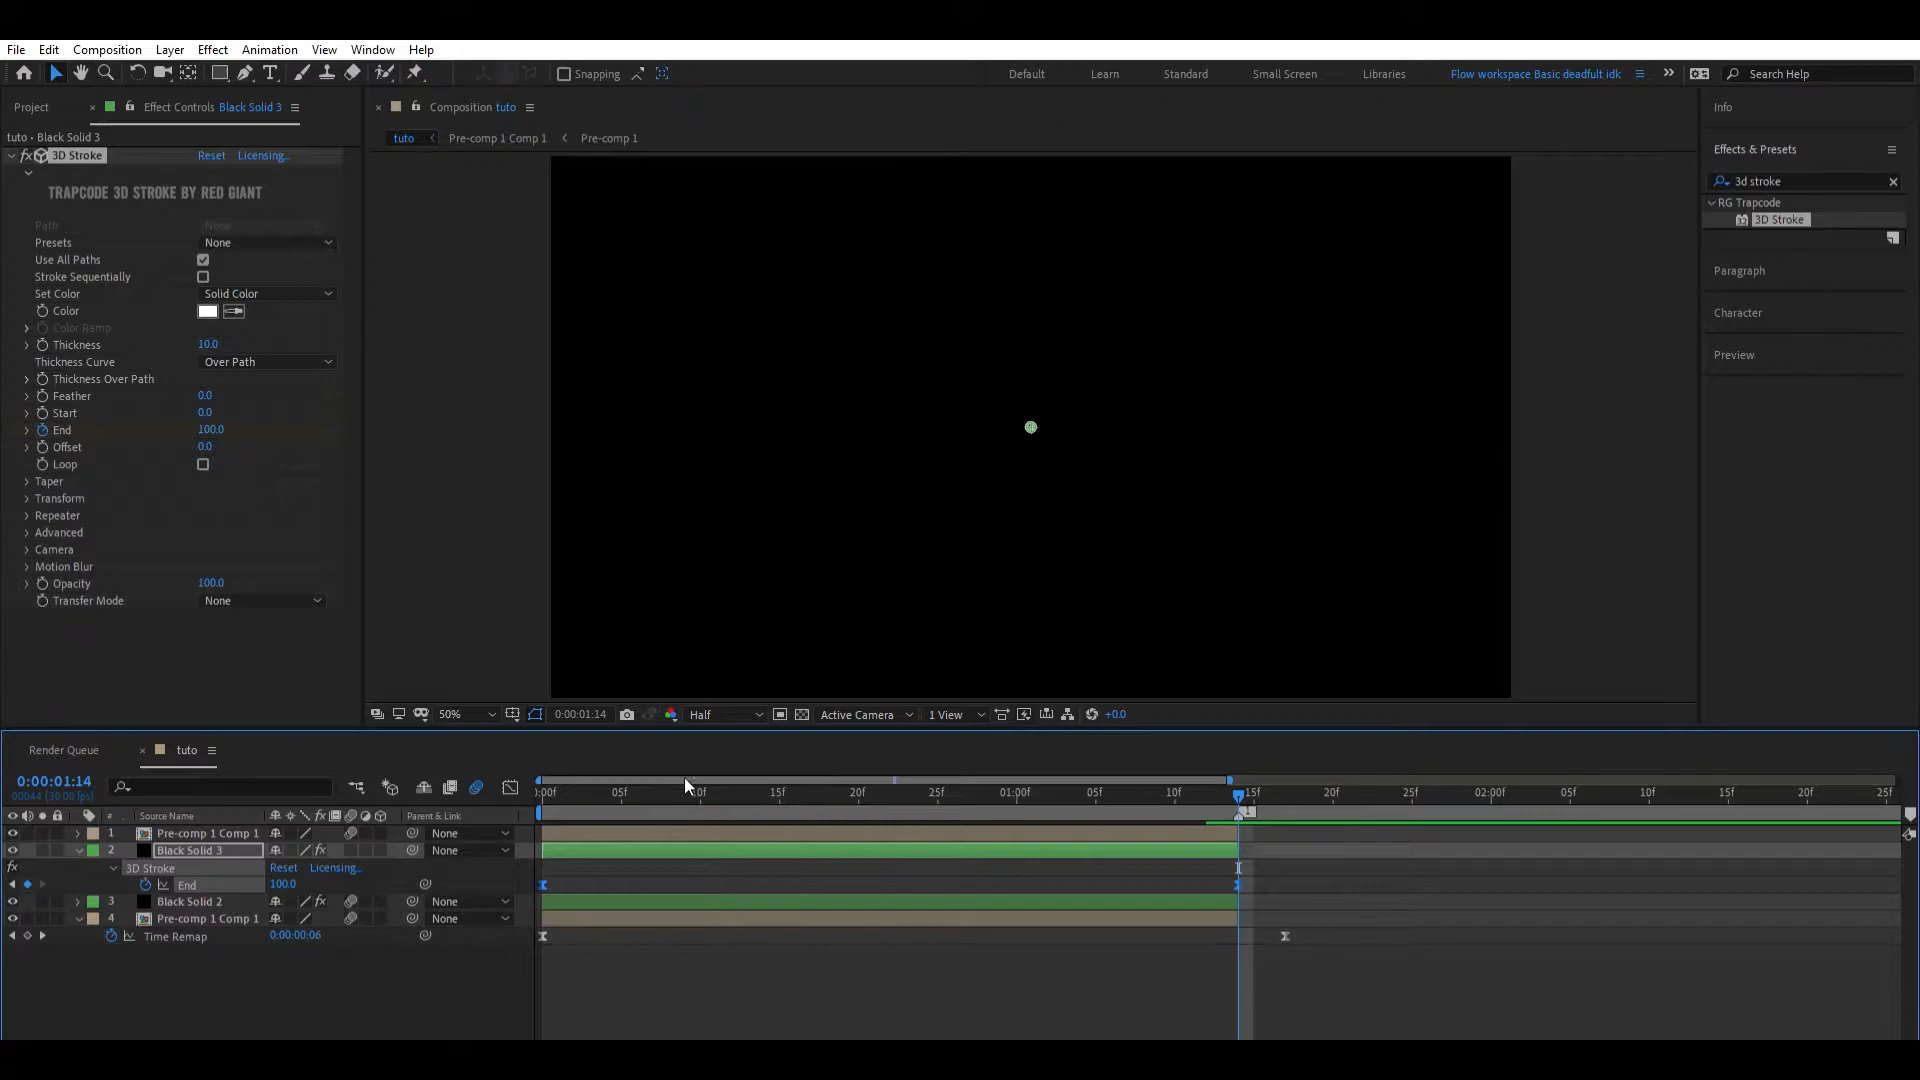 File Edit Composition Layer Effect Animation View Window Help
Snapping
Default Learn Standard Small Screen Libraries Flow workspace Basic deadfult idk Search Help
Project Effect Controls Black Solid 3
Composition tuto
Info
tuto • Black Solid 3
tuto Pre-comp 1 Comp 1 Pre-comp 1
Effects & Presets
fx 3D Stroke Reset Licensing...
3d stroke
TRAPCODE 3D STROKE BY RED GIANT
RG Trapcode
3D Stroke
Path None
Presets None
Use All Paths
Stroke Sequentially
Paragraph
Set Color Solid Color
Color
Character
Color Ramp
Thickness 10.0
Preview
Thickness Curve Over Path
Thickness Over Path
Feather 0.0
Start 0.0
End 100.0
Offset 0.0
Loop
Taper
Transform
Repeater
Advanced
Camera
Motion Blur
Opacity 100.0
Transfer Mode None
50% 0:00:01:14 Half Active Camera 1 View +0.0
Render Queue tuto
0:00:01:14
00044 (30.00 fps)
:00f 05f 10f 15f 20f 25f 01:00f 05f 10f 15f 20f 25f 02:00f 05f 10f 15f 20f 25f
# Source Name fx Parent & Link
1
1 Pre-comp 1 Comp 1 None
2 Black Solid 3 fx None
fx 3D Stroke Reset Licensing...
End 100.0
3 Black Solid 2 fx None
4 Pre-comp 1 Comp 1 None
Time Remap 0:00:00:06